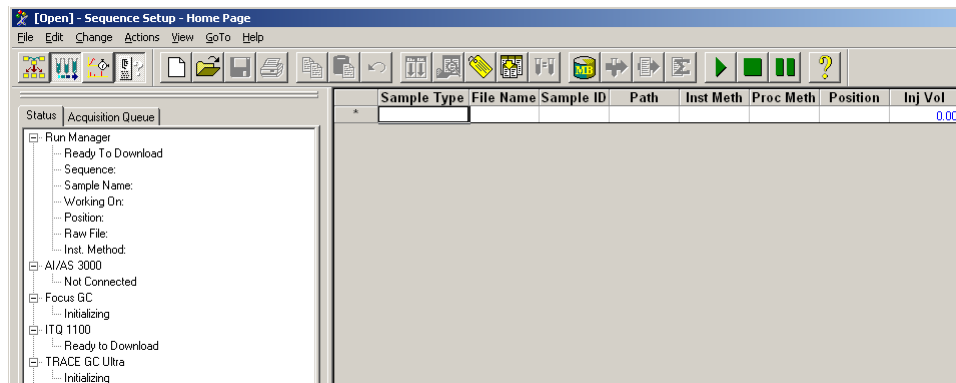 [Open] - Sequence Setup - Home Page
File Edit Change Actions View GoTo Help
MB
Sample Type File Name Sample ID Path Inst Meth Proc Meth Position Inj Vol
* 0.00
Status Acquisition Queue
Run Manager
Ready To Download
Sequence:
Sample Name:
Working On:
Position:
Raw File:
Inst. Method:
AI/AS 3000
Not Connected
Focus GC
Initializing
ITQ 1100
Ready to Download
TRACE GC Ultra
Initializing